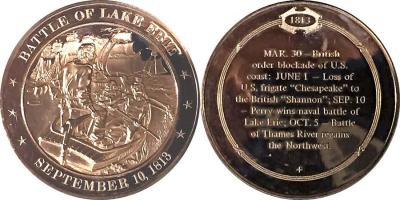 BATTLE OF LAKE ERIE
SEPTEMBER 10, 1813
1813
MAR. 30 – British
order blockade of U.S.
coast; JUNE 1 – Loss of
U.S. frigate "Chesapeake" to
the British "Shannon"; SEP. 10
– Perry wins naval battle of
Lake Erie; OCT. 5 – Battle
of Thames River regains
the Northwest.